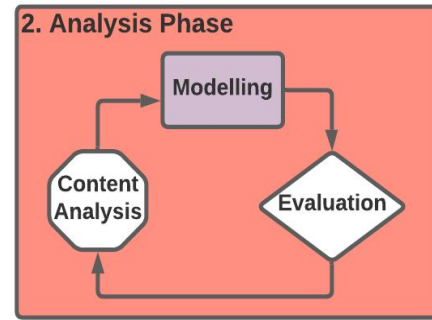 2. Analysis Phase
Modelling
Content
Analysis
Evaluation